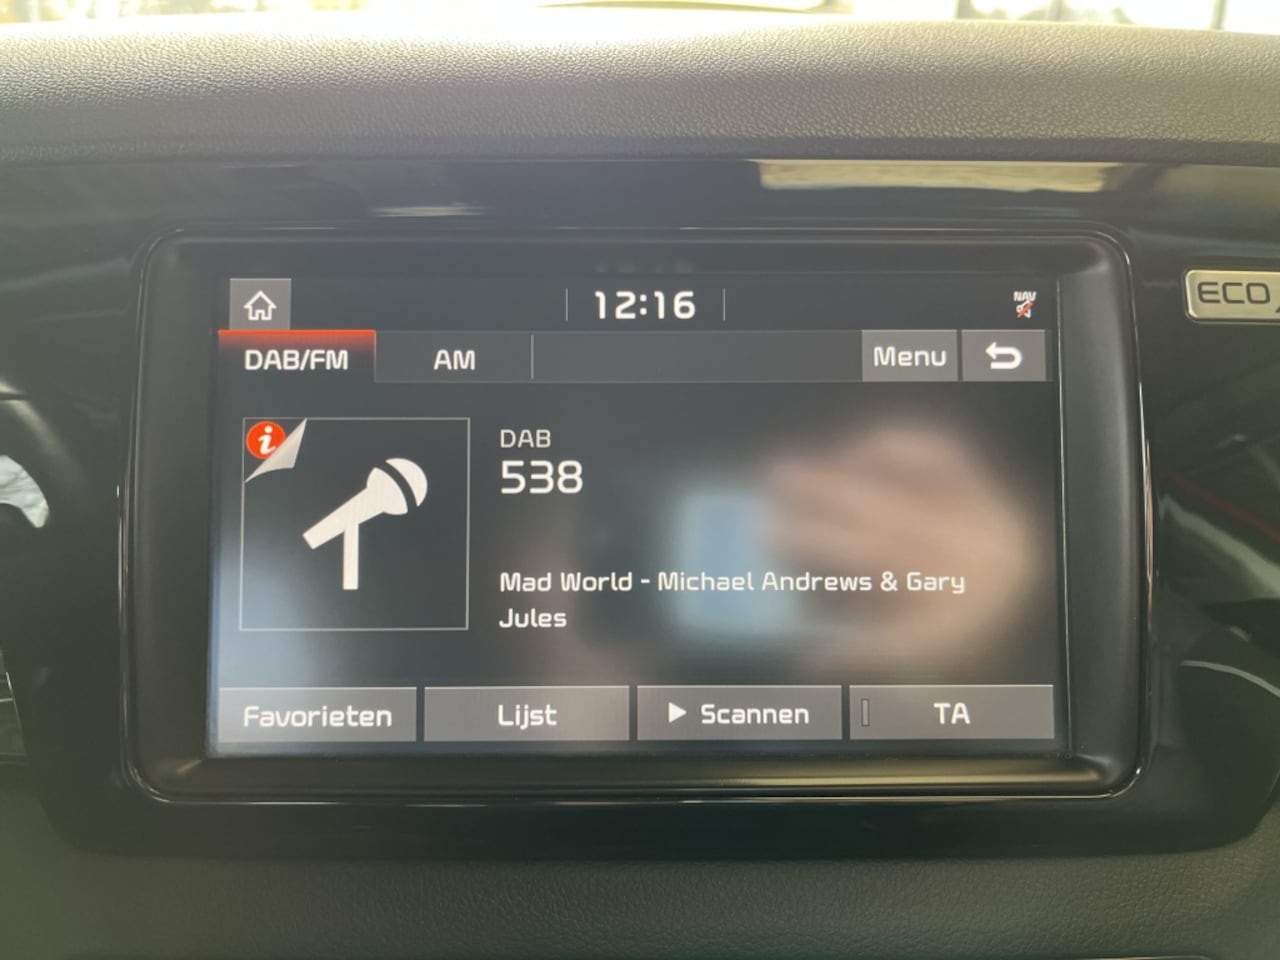 12:16
NAV
ECO
DAB/FM
AM
Menu
i
DAB
538
Mad World - Michael Andrews & Gary
Jules
Favorieten
Lijst
Scannen
TA